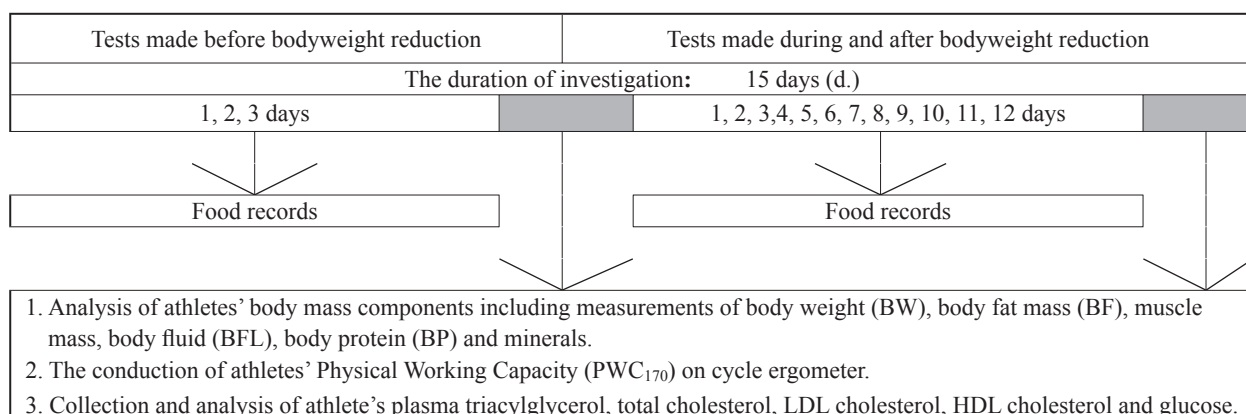 Tests made before bodyweight reduction
Tests made during and after bodyweight reduction
The duration of investigation: 15 days (d.)
1, 2, 3 days
1, 2, 3,4, 5, 6, 7, 8, 9, 10, 11, 12 days
Food records
Food records
1. Analysis of athletes’ body mass components including measurements of body weight (BW), body fat mass (BF), muscle
mass, body fluid (BFL), body protein (BP) and minerals.
2. The conduction of athletes’ Physical Working Capacity (PWC₁₇₀) on cycle ergometer.
3. Collection and analysis of athlete’s plasma triacylglycerol, total cholesterol, LDL cholesterol, HDL cholesterol and glucose.